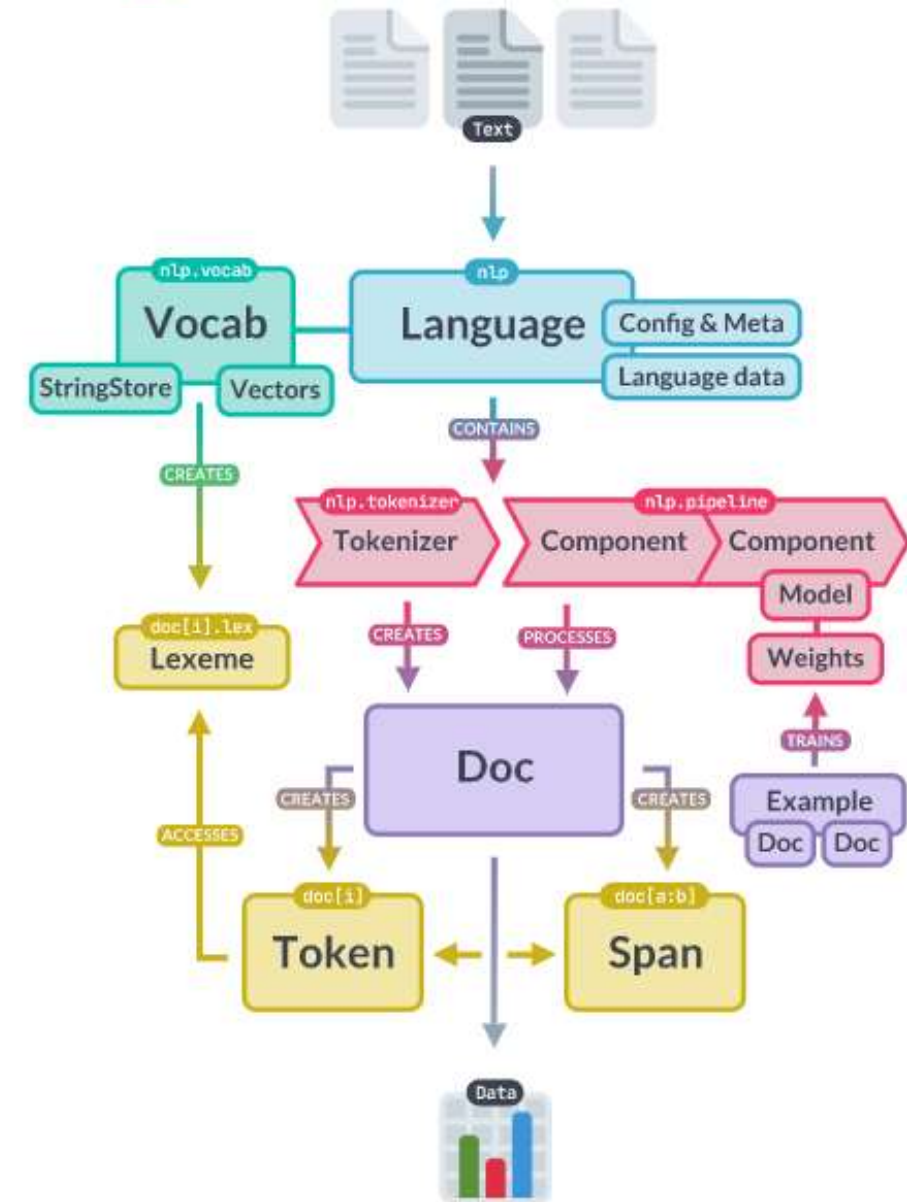 Text
nlp.vocab
nlp
Vocab
Language
Config & Meta
StringStore
Vectors
Language data
CONTAINS
CREATES
nlp.tokenizer
nlp.pipeline
Tokenizer
Component
Component
Model
doc[i].lex
Lexeme
CREATES
PROCESSES
Weights
Doc
TRAINS
CREATES
CREATES
Example
Doc
Doc
ACCESSES
doc[i]
doc[a:b]
Token
Span
Data